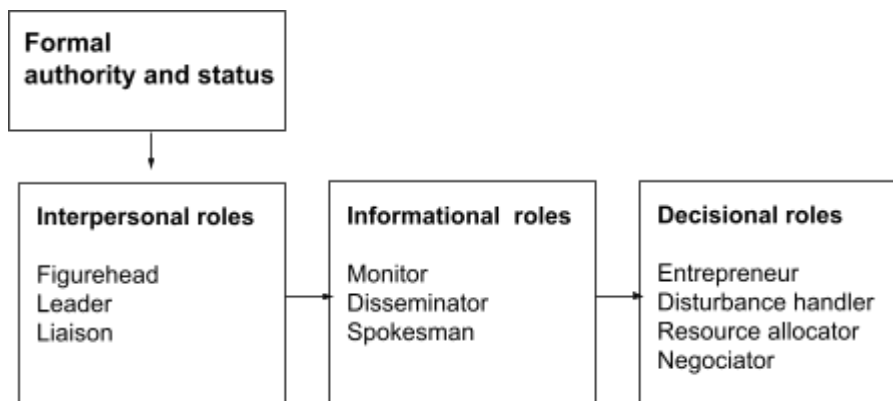 Formal
authority and status
Interpersonal roles
Figurehead
Leader
Liaison
Informational roles
Monitor
Disseminator
Spokesman
Decisional roles
Entrepreneur
Disturbance handler
Resource allocator
Negociator